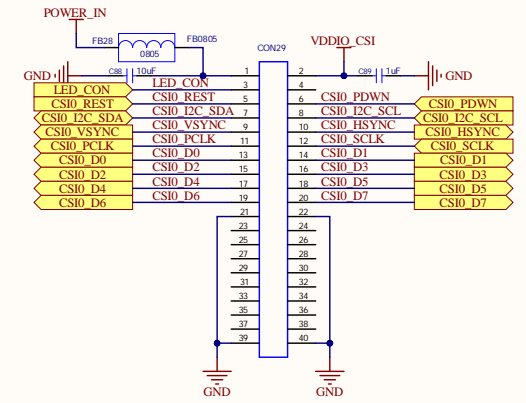 POWER_IN
FB28
FB0805
0805
CON29
VDDIO_CSI
GND
C88
10uF
1
2
C89
1uF
GND
LED_CON
LED_CON
3
4
CSI0_REST
CSI0_REST
5
6
CSI0_PDWN
CSI0_PDWN
CSI0_I2C_SDA
CSI0_I2C_SDA
7
8
CSI0_I2C_SCL
CSI0_I2C_SCL
CSI0_VSYNC
CSI0_VSYNC
9
10
CSI0_HSYNC
CSI0_HSYNC
CSI0_PCLK
CSI0_PCLK
11
12
CSI0_SCLK
CSI0_SCLK
CSI0_D0
CSI0_D0
13
14
CSI0_D1
CSI0_D1
CSI0_D2
CSI0_D2
15
16
CSI0_D3
CSI0_D3
CSI0_D4
CSI0_D4
17
18
CSI0_D5
CSI0_D5
CSI0_D6
CSI0_D6
19
20
CSI0_D7
CSI0_D7
21
22
23
24
25
26
27
28
29
30
31
32
33
34
35
36
37
38
39
40
GND
GND